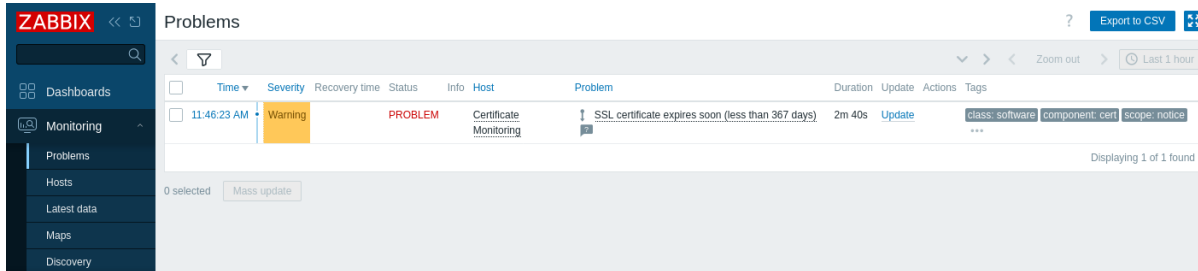 ZABBIX
Problems
?
Export to CSV
Zoom out
Last 1 hour
Dashboards
Monitoring
Problems
Hosts
Latest data
Maps
Discovery
Time Severity Recovery time Status Info Host Problem Duration Update Actions Tags
11:46:23 AM Warning PROBLEM Certificate Monitoring SSL certificate expires soon (less than 367 days) ? 2m 40s Update class: software component: cert scope: notice
•••
Displaying 1 of 1 found
0 selected Mass update